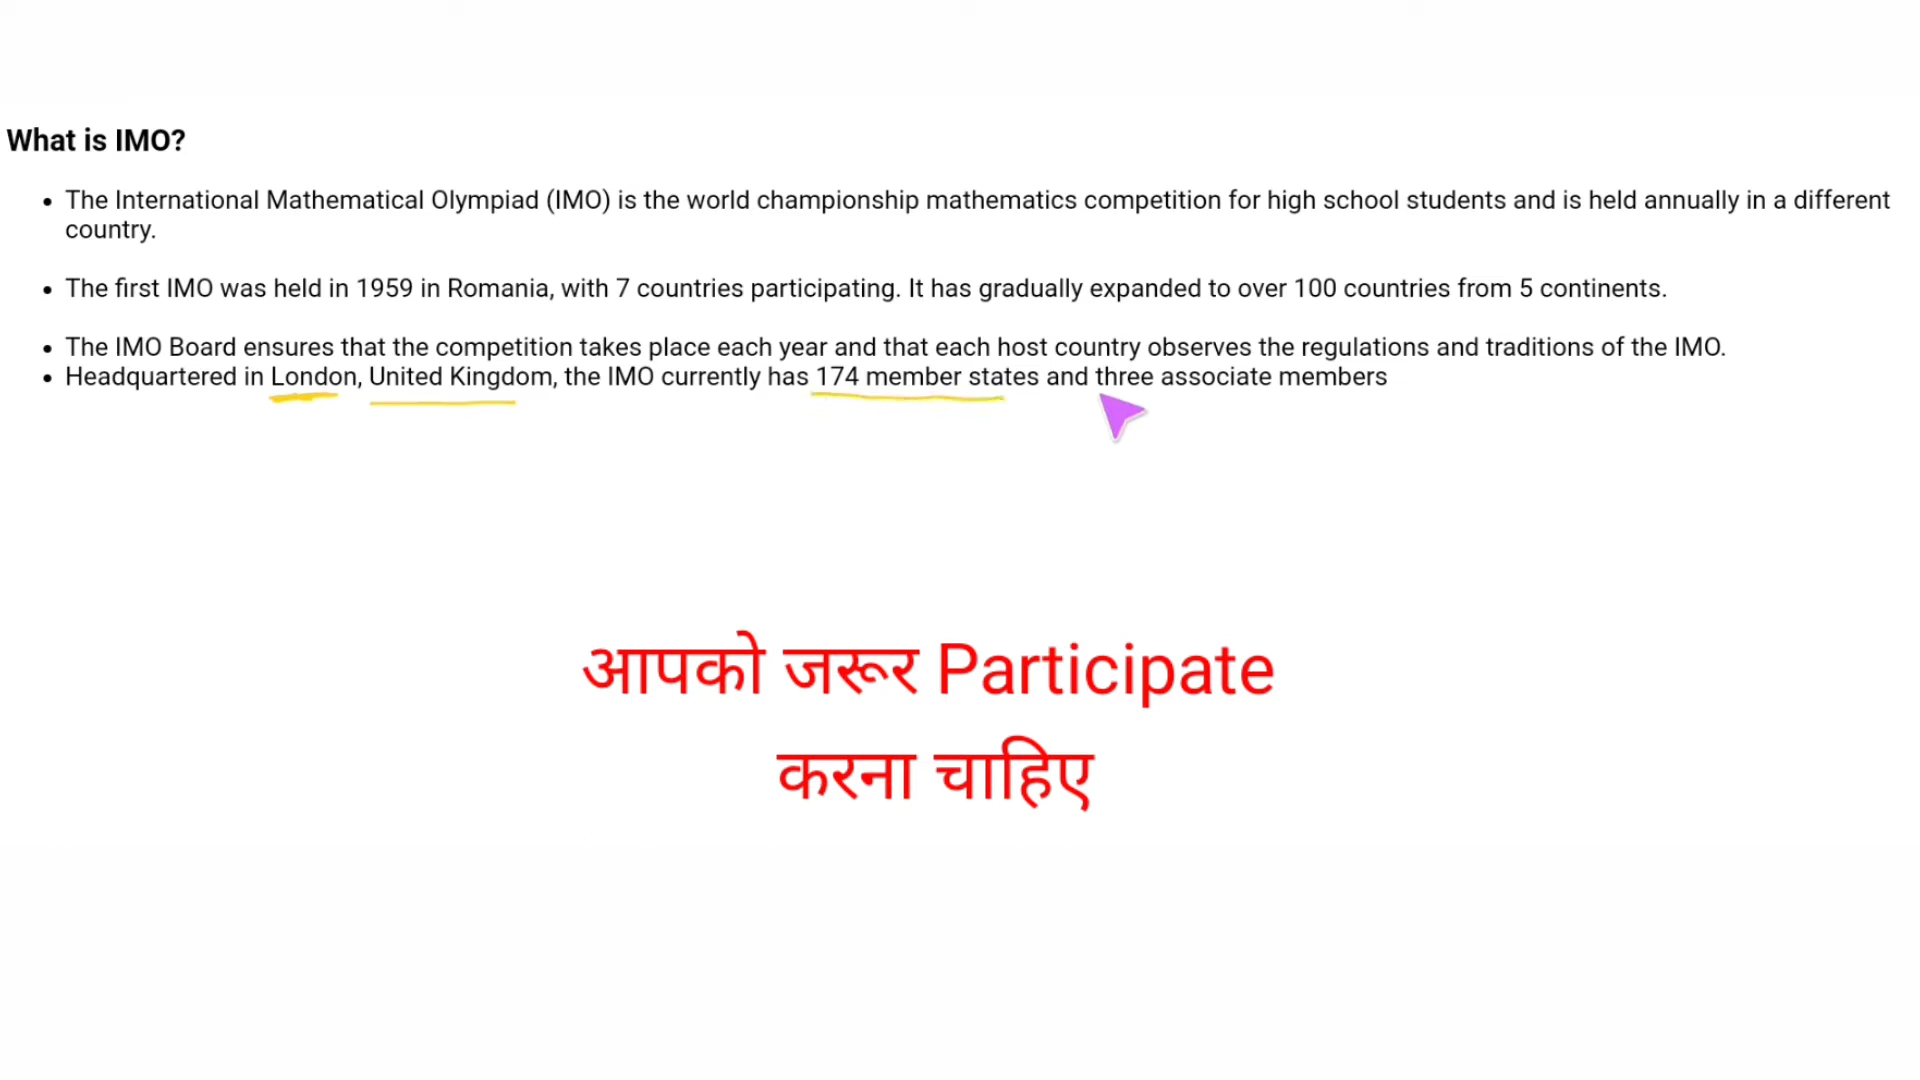 What is IMO?
• The International Mathematical Olympiad (IMO) is the world championship mathematics competition for high school students and is held annually in a different
country.
• The first IMO was held in 1959 in Romania, with 7 countries participating. It has gradually expanded to over 100 countries from 5 continents.
• The IMO Board ensures that the competition takes place each year and that each host country observes the regulations and traditions of the IMO.
• Headquartered in London, United Kingdom, the IMO currently has 174 member states and three associate members
आपको जरूर Participate
करना चाहिए